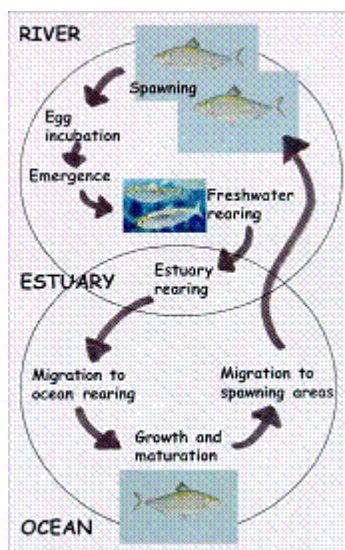 RIVER
Spawning
Egg
incubation
Emergence
Freshwater
rearing
ESTUARY
Estuary
rearing
Migration to
ocean rearing
Migration to
spawning areas
Growth and
maturation
OCEAN